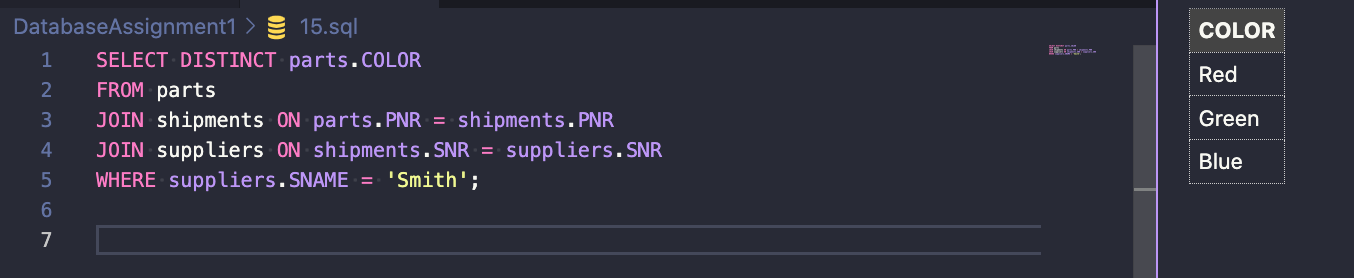 DatabaseAssignment1 > 15.sql
1 SELECT DISTINCT parts.COLOR
2 FROM parts
3 JOIN shipments ON parts.PNR = shipments.PNR
4 JOIN suppliers ON shipments.SNR = suppliers.SNR
5 WHERE suppliers.SNAME = 'Smith';
6
7
COLOR
Red
Green
Blue